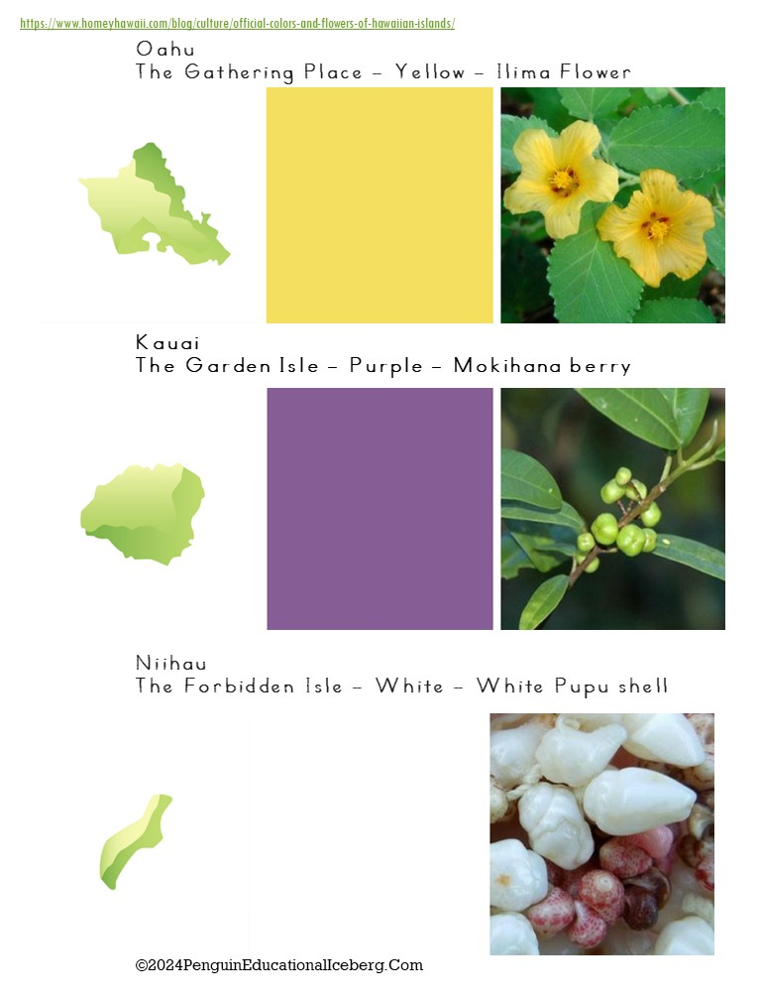 https://www.homeyhawaii.com/blog/culture/official-colors-and-flowers-of-hawaiian-islands/
Oahu
The Gathering Place – Yellow – Ilima Flower
Kauai
The Garden Isle – Purple – Mokihana berry
Niihau
The Forbidden Isle – White – White Pupu shell
©2024PenguinEducationalIceberg.Com